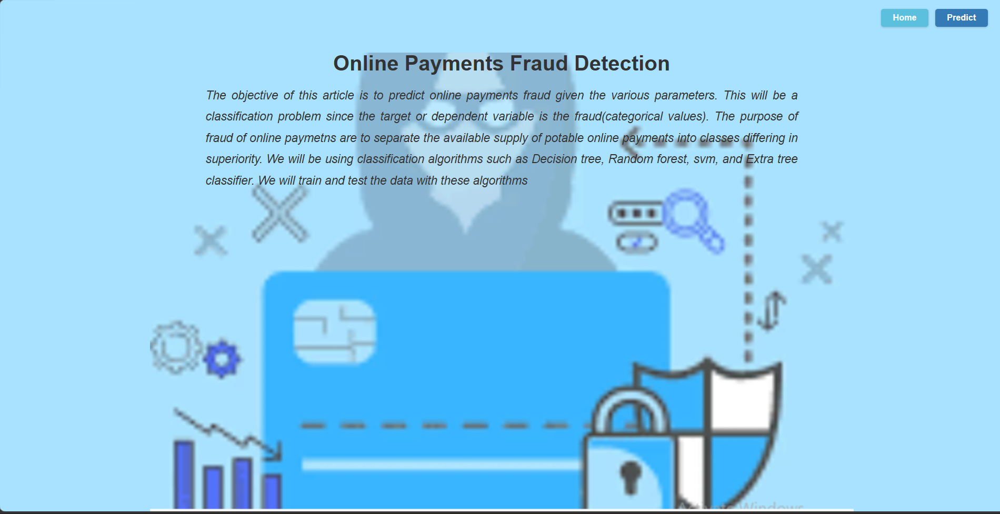 Home Predict
Online Payments Fraud Detection
The objective of this article is to predict online payments fraud given the various parameters. This will be a
classification problem since the target or dependent variable is the fraud(categorical values). The purpose of
fraud of online paymetns are to separate the available supply of potable online payments into classes differing in
superiority. We will be using classification algorithms such as Decision tree, Random forest, svm, and Extra tree
classifier. We will train and test the data with these algorithms
Activate Windows